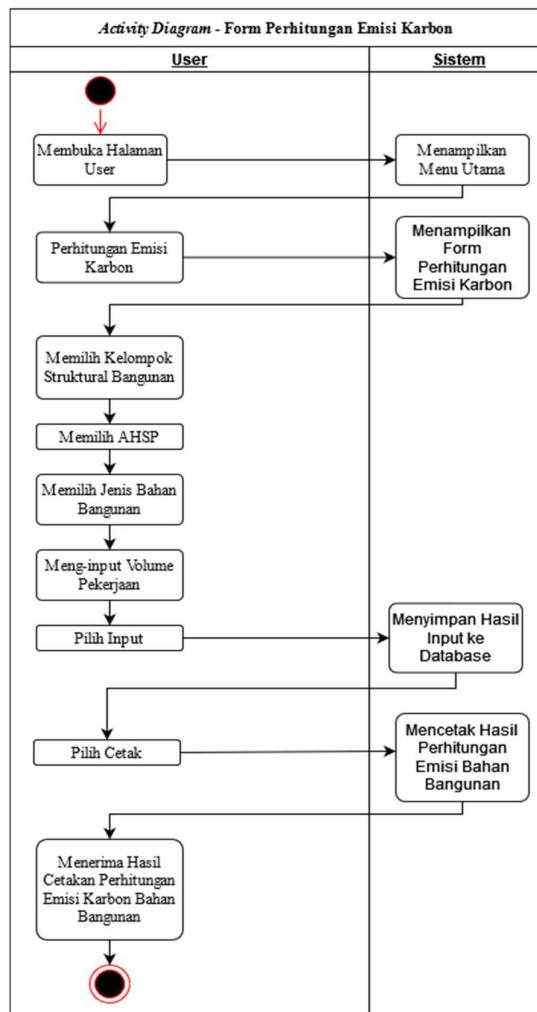 Activity Diagram - Form Perhitungan Emisi Karbon
User
Sistem
Membuka Halaman
User
Menampilkan
Menu Utama
Perhitungan Emisi
Karbon
Menampilkan
Form
Perhitungan
Emisi Karbon
Memilih Kelompok
Struktural Bangunan
Memilih AHSP
Memilih Jenis Bahan
Bangunan
Meng-input Volume
Pekerjaan
Pilih Input
Menyimpan Hasil
Input ke
Database
Pilih Cetak
Mencetak Hasil
Perhitungan
Emisi Bahan
Bangunan
Menerima Hasil
Cetakan Perhitungan
Emisi Karbon Bahan
Bangunan